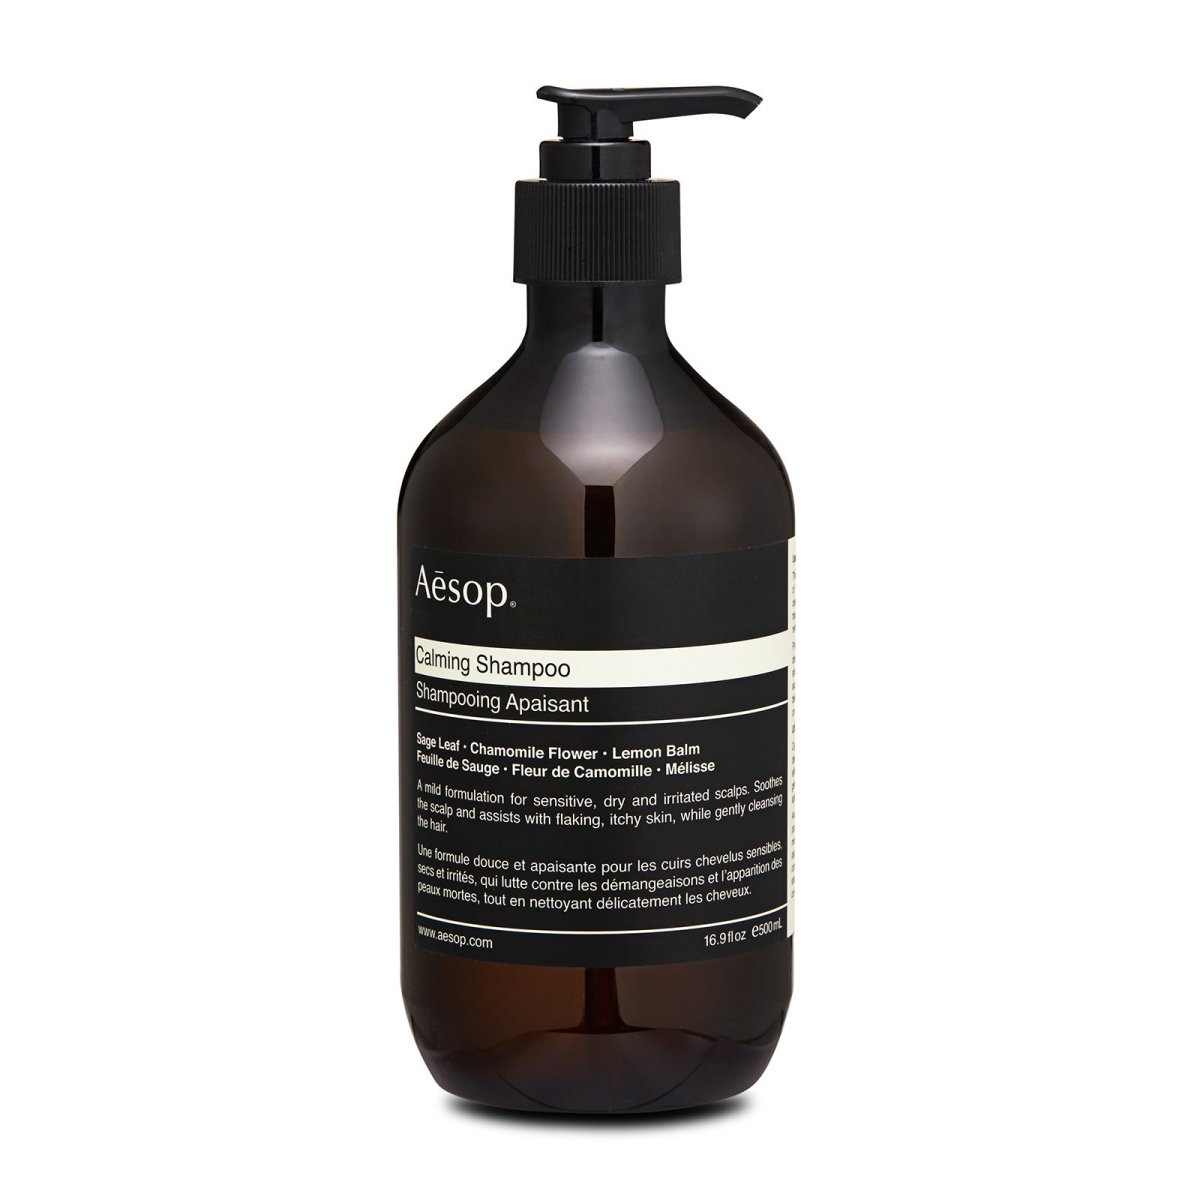 Aēsop®
Calming Shampoo
Shampooing Apaisant
Sage Leaf · Chamomile Flower · Lemon Balm
Feuille de Sauge · Fleur de Camomille · Mélisse
A mild formulation for sensitive, dry and irritated scalps. Soothes
the scalp and assists with flaking, itchy skin, while gently cleansing
the hair.
Une formule douce et apaisante pour les cuirs chevelus sensibles,
secs et irrités, qui lutte contre les démangeaisons et l'apparition des
peaux mortes, tout en nettoyant délicatement les cheveux.
www.aesop.com
16.9 fl oz ℮500 mL